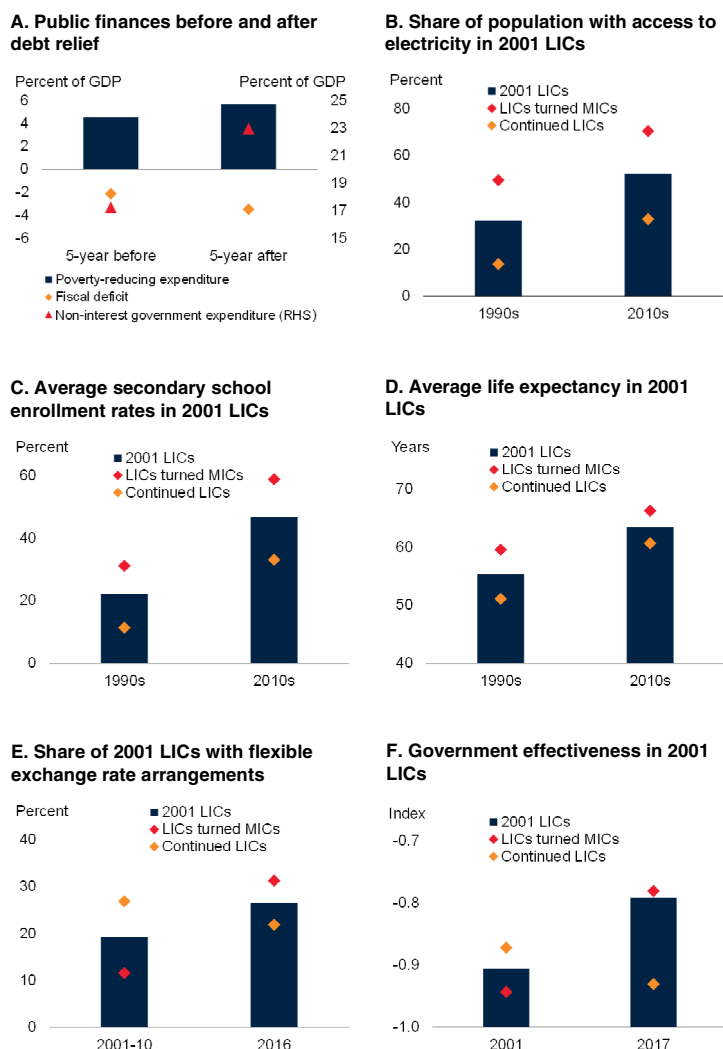 A. Public finances before and after
debt relief
Percent of GDP
Percent of GDP
6
4
2
0
-2
-4
-6
25
23
21
19
17
15
5-year before
5-year after
Poverty-reducing expenditure
Fiscal deficit
Non-interest government expenditure (RHS)
B. Share of population with access to
electricity in 2001 LICs
Percent
2001 LICs
LICs turned MICs
Continued LICs
80
60
40
20
0
1990s
2010s
C. Average secondary school
enrollment rates in 2001 LICs
Percent
2001 LICs
LICs turned MICs
Continued LICs
60
40
20
0
1990s
2010s
D. Average life expectancy in 2001
LICs
Years
2001 LICs
LICs turned MICs
Continued LICs
70
60
50
40
1990s
2010s
E. Share of 2001 LICs with flexible
exchange rate arrangements
Percent
2001 LICs
LICs turned MICs
Continued LICs
40
30
20
10
0
2001-10
2016
F. Government effectiveness in 2001
LICs
Index
2001 LICs
LICs turned MICs
Continued LICs
-0.7
-0.8
-0.9
-1.0
2001
2017